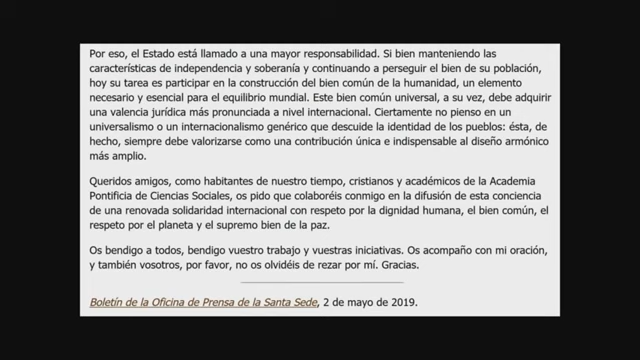 Por eso, el Estado está llamado a una mayor responsabilidad. Si bien manteniendo las
características de independencia y soberanía y continuando a perseguir el bien de su población,
hoy su tarea es participar en la construcción del bien común de la humanidad, un elemento
necesario y esencial para el equilibrio mundial. Este bien común universal, a su vez, debe adquirir
una valencia jurídica más pronunciada a nivel internacional. Ciertamente no pienso en un
universalismo o un internacionalismo genérico que descuide la identidad de los pueblos: ésta, de
hecho, siempre debe valorizarse como una contribución única e indispensable al diseño armónico
más amplio.
Queridos amigos, como habitantes de nuestro tiempo, cristianos y académicos de la Academia
Pontificia de Ciencias Sociales, os pido que colaboréis conmigo en la difusión de esta conciencia
de una renovada solidaridad internacional con respeto por la dignidad humana, el bien común, el
respeto por el planeta y el supremo bien de la paz.
Os bendigo a todos, bendigo vuestro trabajo y vuestras iniciativas. Os acompaño con mi oración,
y también vosotros, por favor, no os olvidéis de rezar por mí. Gracias.
Boletín de la Oficina de Prensa de la Santa Sede, 2 de mayo de 2019.